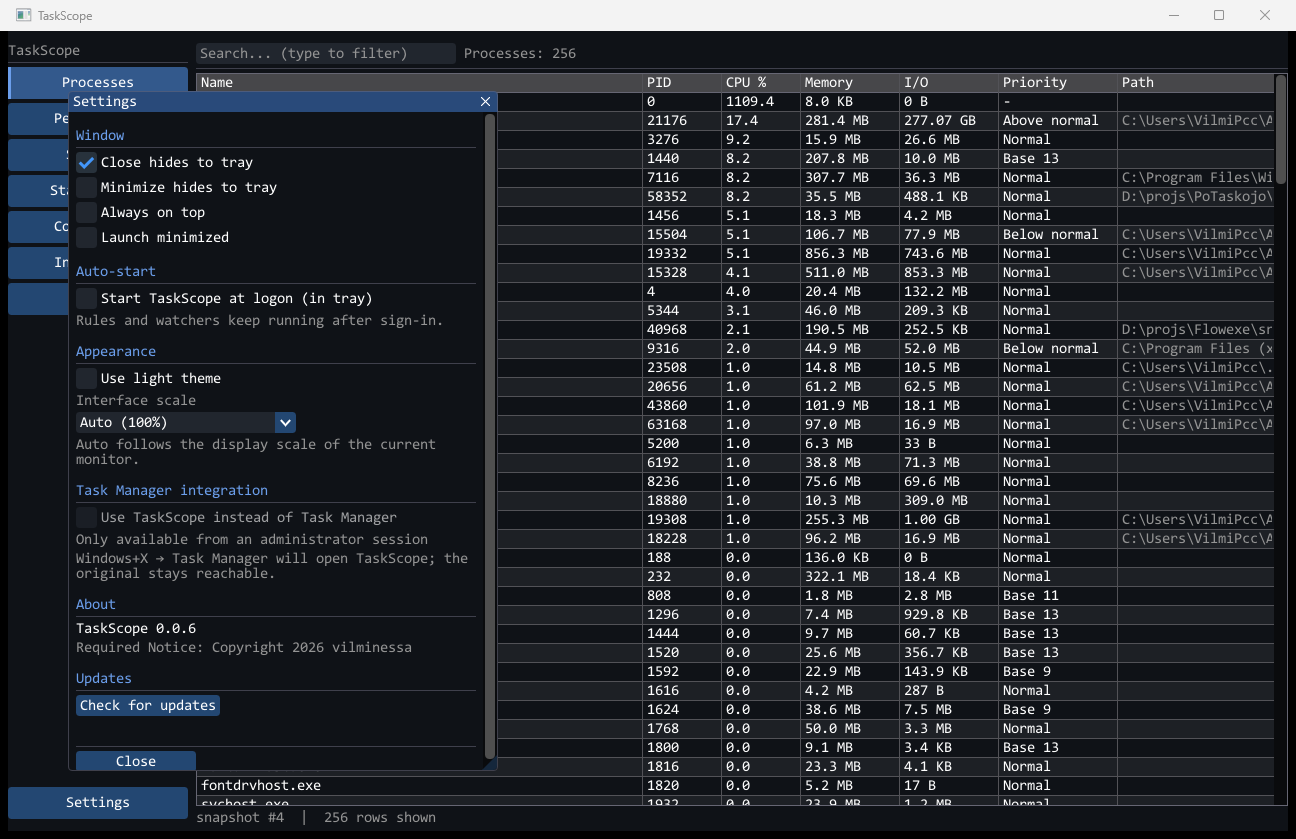 TaskScope
TaskScope
Search... (type to filter) Processes: 256
Processes
Settings
Window
Close hides to tray
Minimize hides to tray
Always on top
Launch minimized
Auto-start
Start TaskScope at logon (in tray)
Rules and watchers keep running after sign-in.
Appearance
Use light theme
Interface scale
Auto (100%)
Auto follows the display scale of the current
monitor.
Task Manager integration
Use TaskScope instead of Task Manager
Only available from an administrator session
Windows+X → Task Manager will open TaskScope; the
original stays reachable.
About
TaskScope 0.0.6
Required Notice: Copyright 2026 vilminessa
Updates
Check for updates
Close
Settings
Name PID CPU % Memory I/O Priority Path
0 1109.4 8.0 KB 0 B -
21176 17.4 281.4 MB 277.07 GB Above normal C:\Users\VilmiPcc\A
3276 9.2 15.9 MB 26.6 MB Normal
1440 8.2 207.8 MB 10.0 MB Base 13
7116 8.2 307.7 MB 36.3 MB Normal C:\Program Files\Wi
58352 8.2 35.5 MB 488.1 KB Normal D:\projs\PoTaskojo\
1456 5.1 18.3 MB 4.2 MB Normal
15504 5.1 106.7 MB 77.9 MB Below normal C:\Users\VilmiPcc\A
19332 5.1 856.3 MB 743.6 MB Normal C:\Users\VilmiPcc\A
15328 4.1 511.0 MB 853.3 MB Normal C:\Users\VilmiPcc\A
4 4.0 20.4 MB 132.2 MB Normal
5344 3.1 46.0 MB 209.3 KB Normal
40968 2.1 190.5 MB 252.5 KB Normal D:\projs\Flowexe\sr
9316 2.0 44.9 MB 52.0 MB Below normal C:\Program Files (x
23508 1.0 14.8 MB 10.5 MB Normal C:\Users\VilmiPcc\.
20656 1.0 61.2 MB 62.5 MB Normal C:\Users\VilmiPcc\A
43860 1.0 101.9 MB 18.1 MB Normal C:\Users\VilmiPcc\A
63168 1.0 97.0 MB 16.9 MB Normal C:\Users\VilmiPcc\A
5200 1.0 6.3 MB 33 B Normal
6192 1.0 38.8 MB 71.3 MB Normal
8236 1.0 75.6 MB 69.6 MB Normal
18880 1.0 10.3 MB 309.0 MB Normal
19308 1.0 255.3 MB 1.00 GB Normal C:\Users\VilmiPcc\A
18228 1.0 96.2 MB 16.9 MB Normal C:\Users\VilmiPcc\A
188 0.0 136.0 KB 0 B Normal
232 0.0 322.1 MB 18.4 KB Normal
808 0.0 1.8 MB 2.8 MB Base 11
1296 0.0 7.4 MB 929.8 KB Base 13
1444 0.0 9.7 MB 60.7 KB Base 13
1520 0.0 25.6 MB 356.7 KB Base 13
1592 0.0 22.9 MB 143.9 KB Base 9
1616 0.0 4.2 MB 287 B Normal
1624 0.0 38.6 MB 7.5 MB Base 9
1768 0.0 50.0 MB 3.3 MB Normal
1800 0.0 9.1 MB 3.4 KB Base 13
1816 0.0 23.3 MB 4.1 KB Normal
fontdrvhost.exe 1820 0.0 5.2 MB 17 B Normal
svchost.exe 1932 0.0 23.9 MB 1.2 MB Normal
snapshot #4 | 256 rows shown